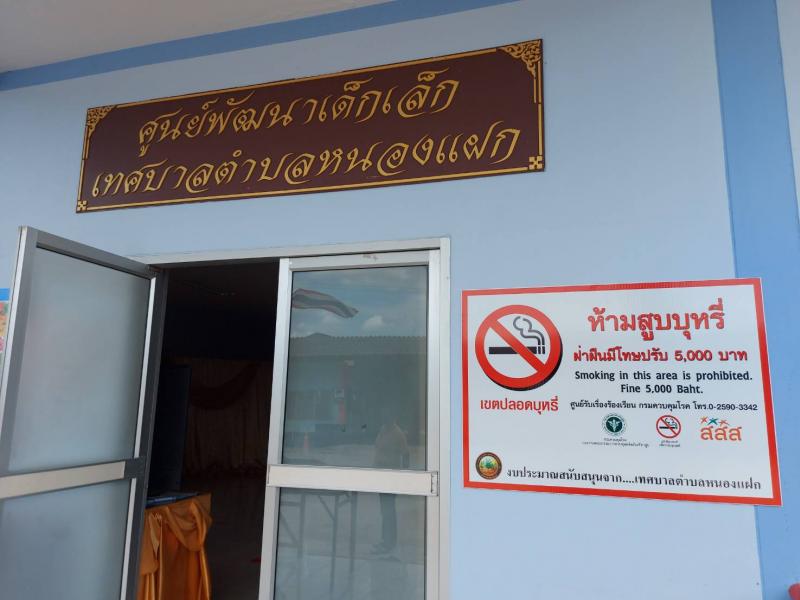 ศูนย์พัฒนาเด็กเล็ก
เทศบาลตำบลหนองแฝก
ห้ามสูบบุหรี่
ฝ่าฝืนมีโทษปรับ 5,000 บาท
Smoking in this area is prohibited.
Fine 5,000 Baht.
เขตปลอดบุหรี่
ศูนย์รับเรื่องร้องเรียน กรมควบคุมโรค โทร.0-2590-3342
สสส
งบประมาณสนับสนุนจาก....เทศบาลตำบลหนองแฝก